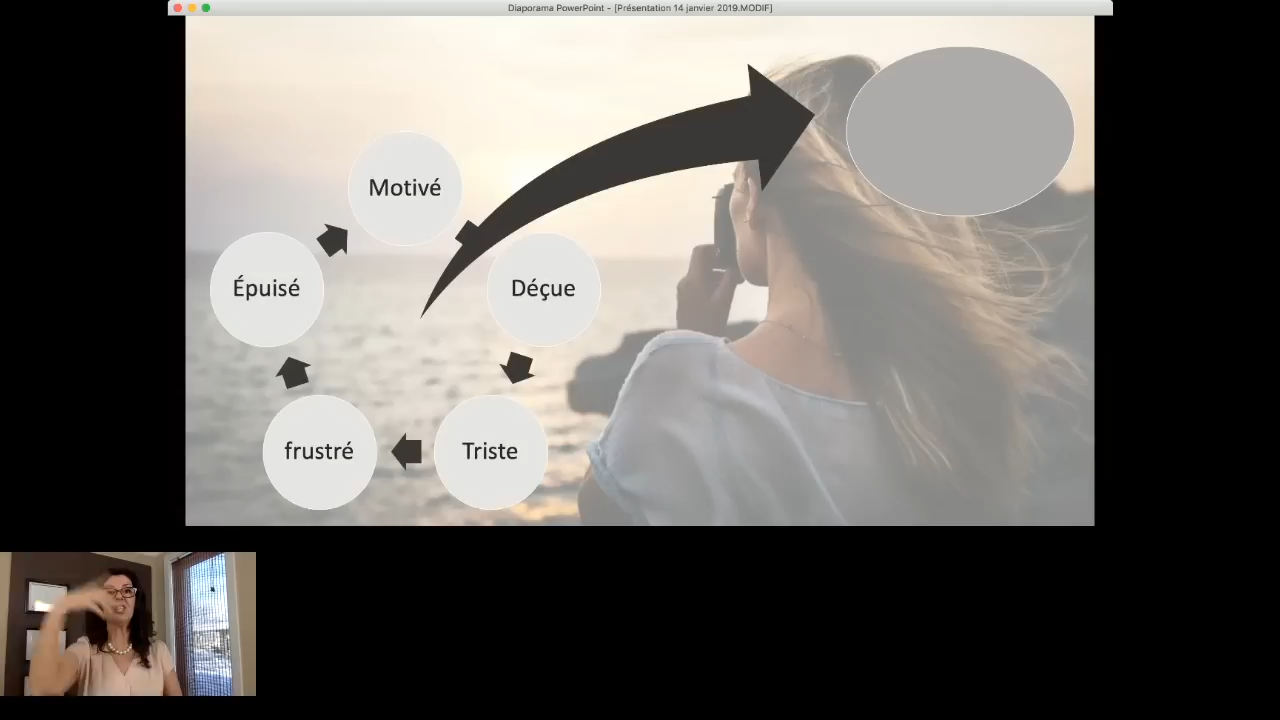 Diaporama PowerPoint - [Présentation 14 janvier 2019.MODIF]
Motivé
Épuisé
Déçue
frustré
Triste